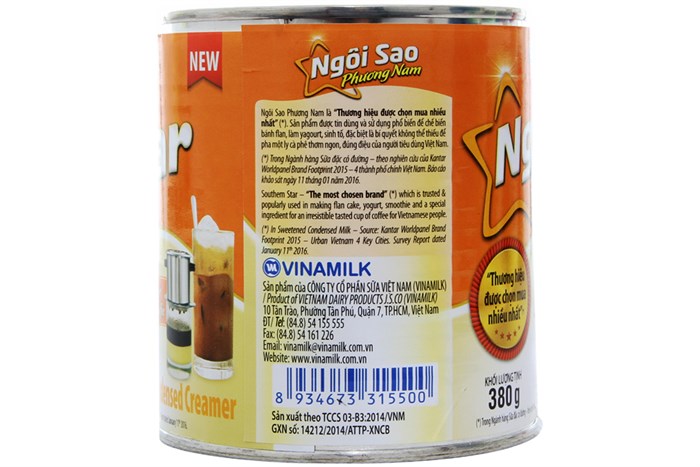 NEW
ar
ensed Creamer
Ngôi Sao
Phương Nam
Ngôi Sao Phương Nam là "Thương hiệu được chọn mua nhiều
nhất" (*). Sản phẩm được tin dùng và sử dụng phổ biến để chế biến
bánh flan, làm yagourt, sinh tố, đặc biệt là bí quyết không thể thiếu để
pha một ly cà phê thơm ngon, đúng điệu của người tiêu dùng Việt Nam.
(*) Trong Ngành hàng Sữa đặc có đường – theo nghiên cứu của Kantar
Worldpanel Brand Footprint 2015 – 4 thành phố chính Việt Nam. Báo cáo
khảo sát ngày 11 tháng 01 năm 2016.
Southern Star – "The most chosen brand" (*) which is trusted &
popularly used in making flan cake, yogurt, smoothie and a special
ingredient for an irresistible tasted cup of coffee for Vietnamese people.
(*) In Sweetened Condensed Milk – Source: Kantar Worldpanel Brand
Footprint 2015 – Urban Vietnam 4 Key Cities. Survey Report dated
January 11th 2016.
VINAMILK
Sản phẩm của CÔNG TY CỔ PHẦN SỮA VIỆT NAM (VINAMILK)
/ Product of VIETNAM DAIRY PRODUCTS J.S.CO (VINAMILK)
10 Tân Trào, Phường Tân Phú, Quận 7, TP.HCM, Việt Nam
ĐT/ Tel: (84.8) 54 155 555
Fax: (84.8) 54 161 226
Email: vinamilk@vinamilk.com.vn
Website: www.vinamilk.com.vn
8 934673 315500
Sản xuất theo TCCS 03-B3:2014/VNM
GXN số: 14212/2014/ATTP-XNCB
Ng
"Thương hiệu
được chọn mua
nhiều nhất"
KHỐI LƯỢNG TỊNH
380 g